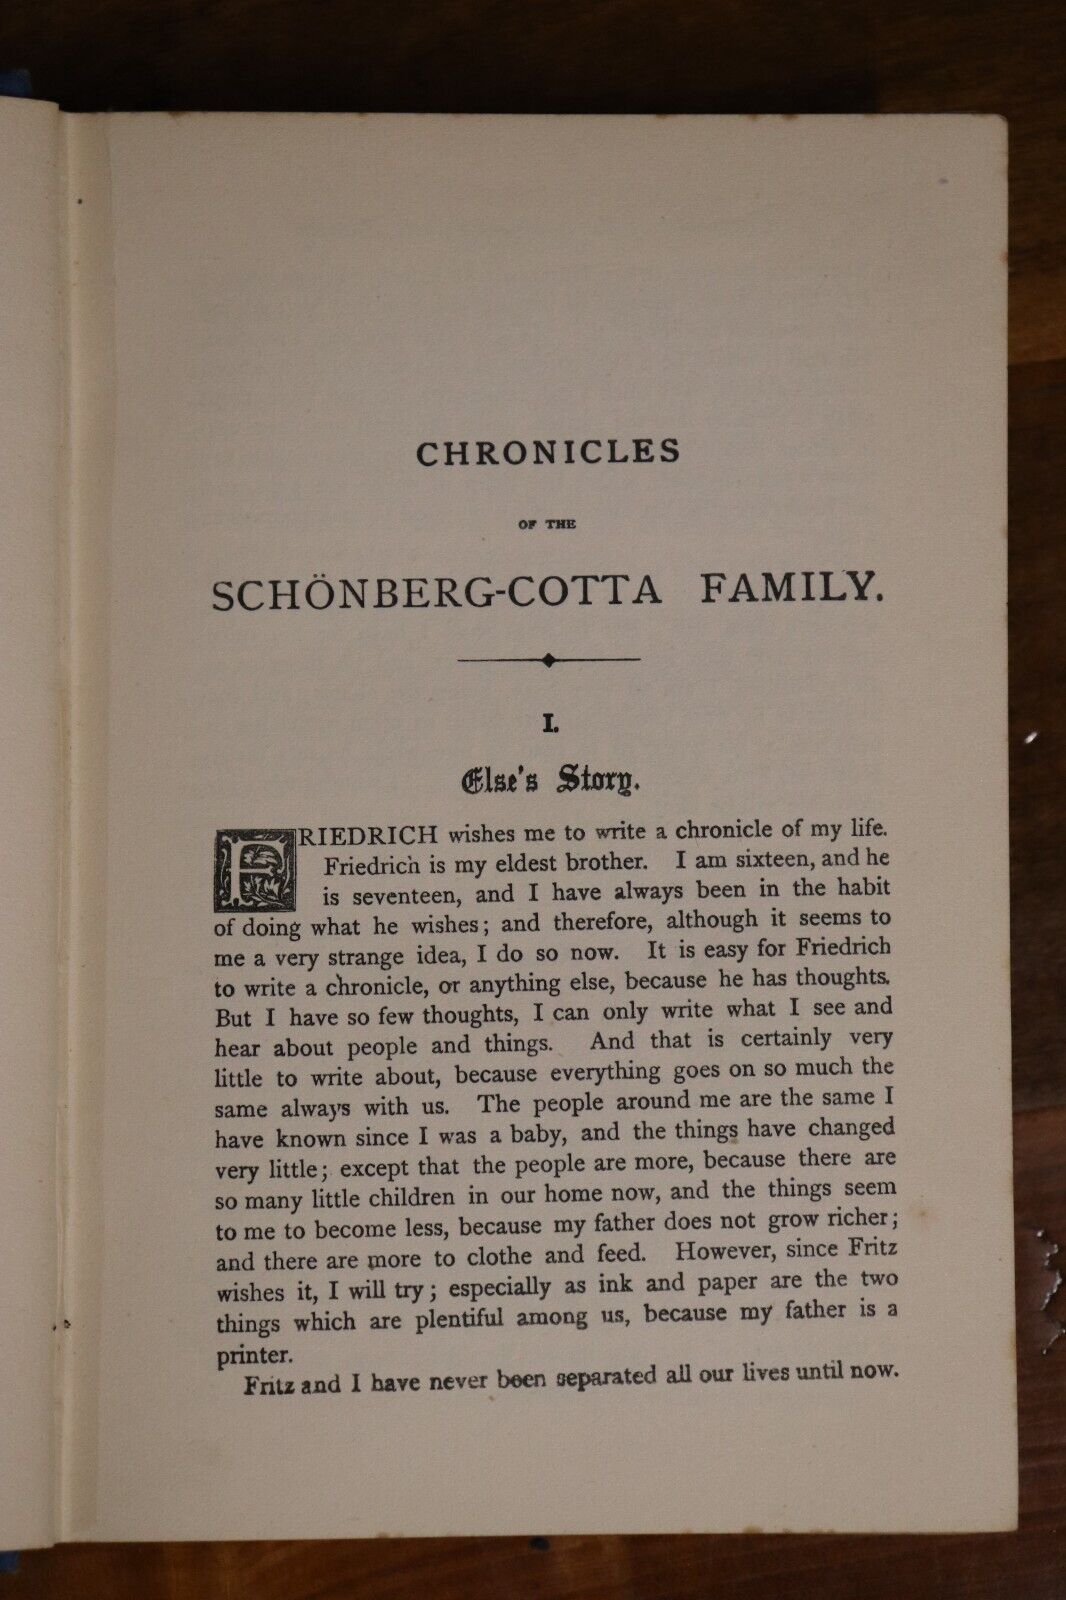 CHRONICLES
OF THE
SCHÖNBERG-COTTA FAMILY.
I.
Else's Story.
FRIEDRICH wishes me to write a chronicle of my life.
Friedrich is my eldest brother. I am sixteen, and he
is seventeen, and I have always been in the habit
of doing what he wishes; and therefore, although it seems to
me a very strange idea, I do so now. It is easy for Friedrich
to write a chronicle, or anything else, because he has thoughts.
But I have so few thoughts, I can only write what I see and
hear about people and things. And that is certainly very
little to write about, because everything goes on so much the
same always with us. The people around me are the same I
have known since I was a baby, and the things have changed
very little; except that the people are more, because there are
so many little children in our home now, and the things seem
to me to become less, because my father does not grow richer;
and there are more to clothe and feed. However, since Fritz
wishes it, I will try; especially as ink and paper are the two
things which are plentiful among us, because my father is a
printer.
Fritz and I have never been separated all our lives until now.